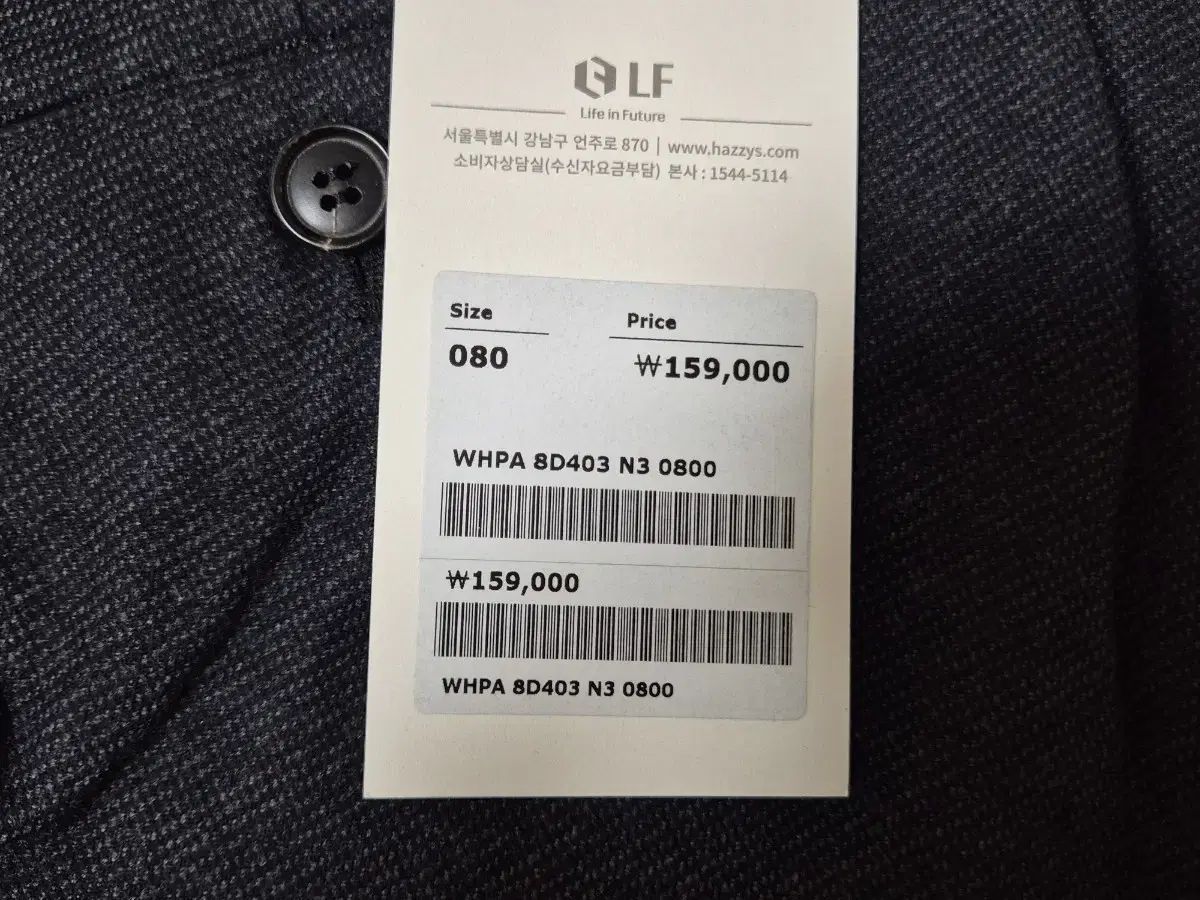 LF
Life in Future
서울특별시 강남구 언주로 870 | www.hazzys.com
소비자상담실(수신자요금부담) 본사 : 1544-5114
Size Price
080 ₩159,000
WHPA 8D403 N3 0800
₩159,000
WHPA 8D403 N3 0800